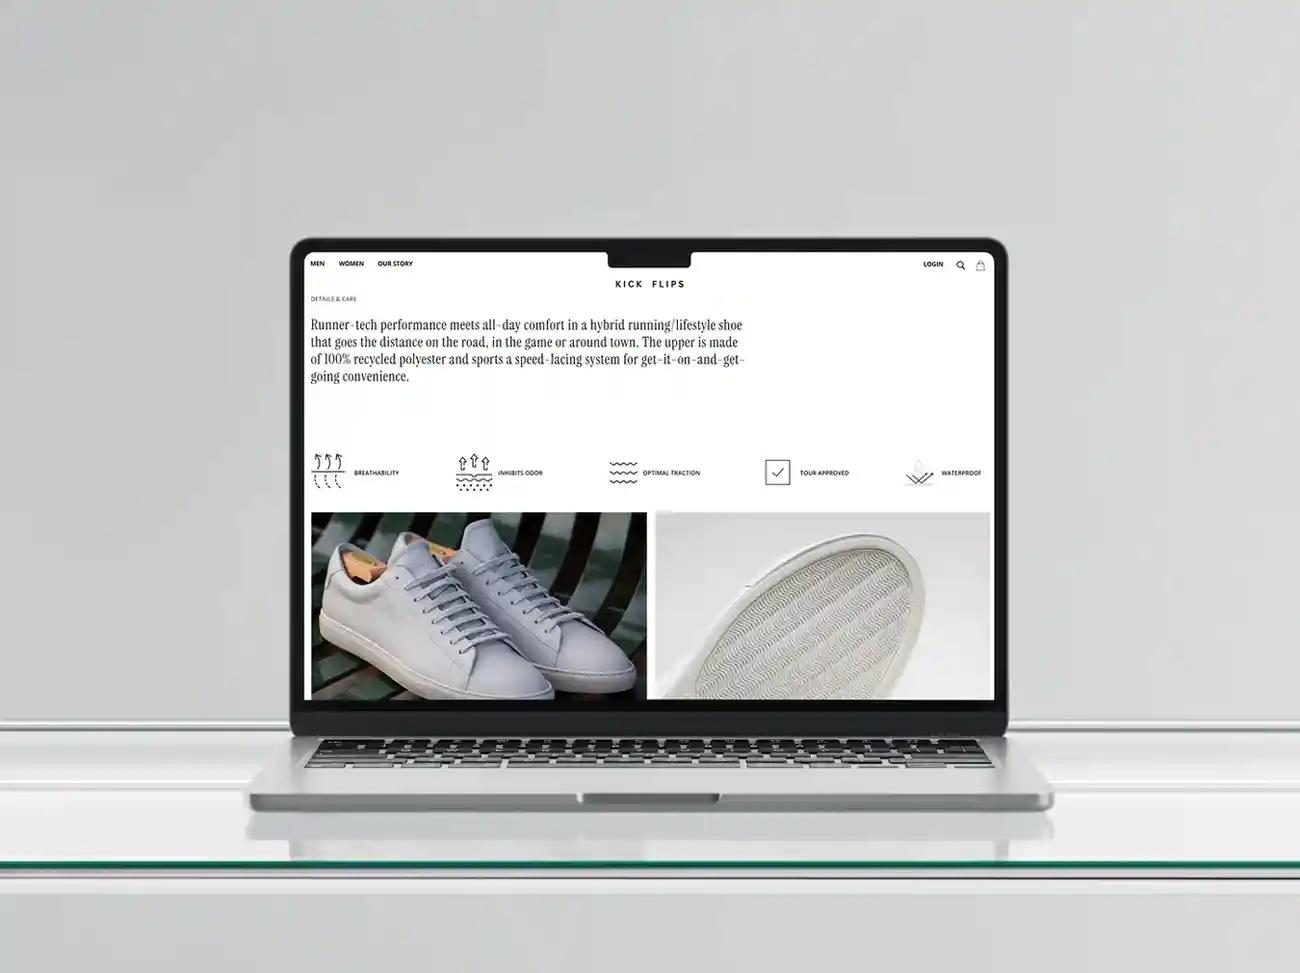 MEN WOMEN OUR STORY LOGIN
KICK FLIPS
DETAILS & CARE
Runner-tech performance meets all-day comfort in a hybrid running/lifestyle shoe
that goes the distance on the road, in the game or around town. The upper is made
of 100% recycled polyester and sports a speed-lacing system for get-it-on-and-get-
going convenience.
BREATHABILITY INHIBITS ODOR OPTIMAL TRACTION TOUR APPROVED WATERPROOF